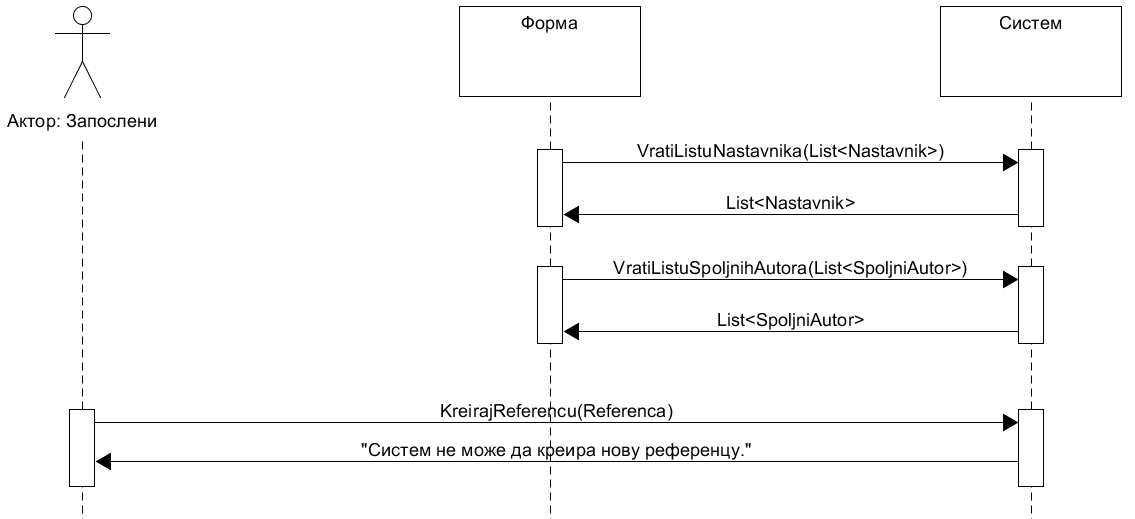 Форма
Систем
Актор: Запослени
VratiListuNastavnika(List<Nastavnik>)
List<Nastavnik>
VratiListuSpoljnihAutora(List<SpoljniAutor>)
List<SpoljniAutor>
KreirajReferencu(Referenca)
"Систем не може да креира нову референцу."